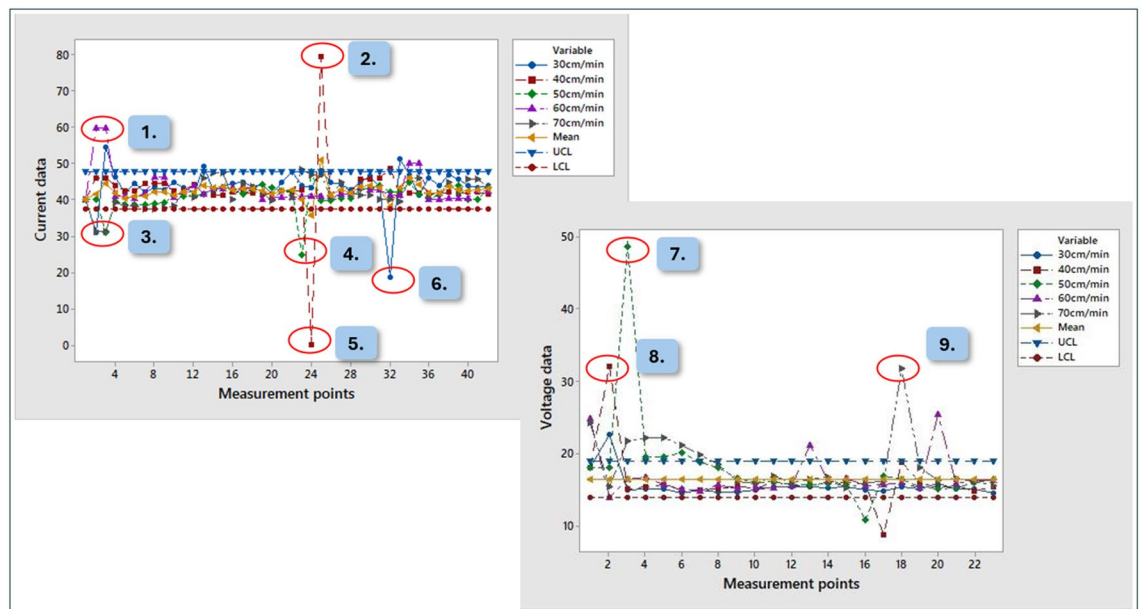 Current data
80
70
60
50
40
30
20
10
0
4
8
12
16
20
24
28
32
36
40
Measurement points
1.
2.
3.
4.
5.
6.
Variable
30cm/min
40cm/min
50cm/min
60cm/min
70cm/min
Mean
UCL
LCL
Voltage data
50
40
30
20
10
2
4
6
8
10
12
14
16
18
20
22
Measurement points
7.
8.
9.
Variable
30cm/min
40cm/min
50cm/min
60cm/min
70cm/min
Mean
UCL
LCL